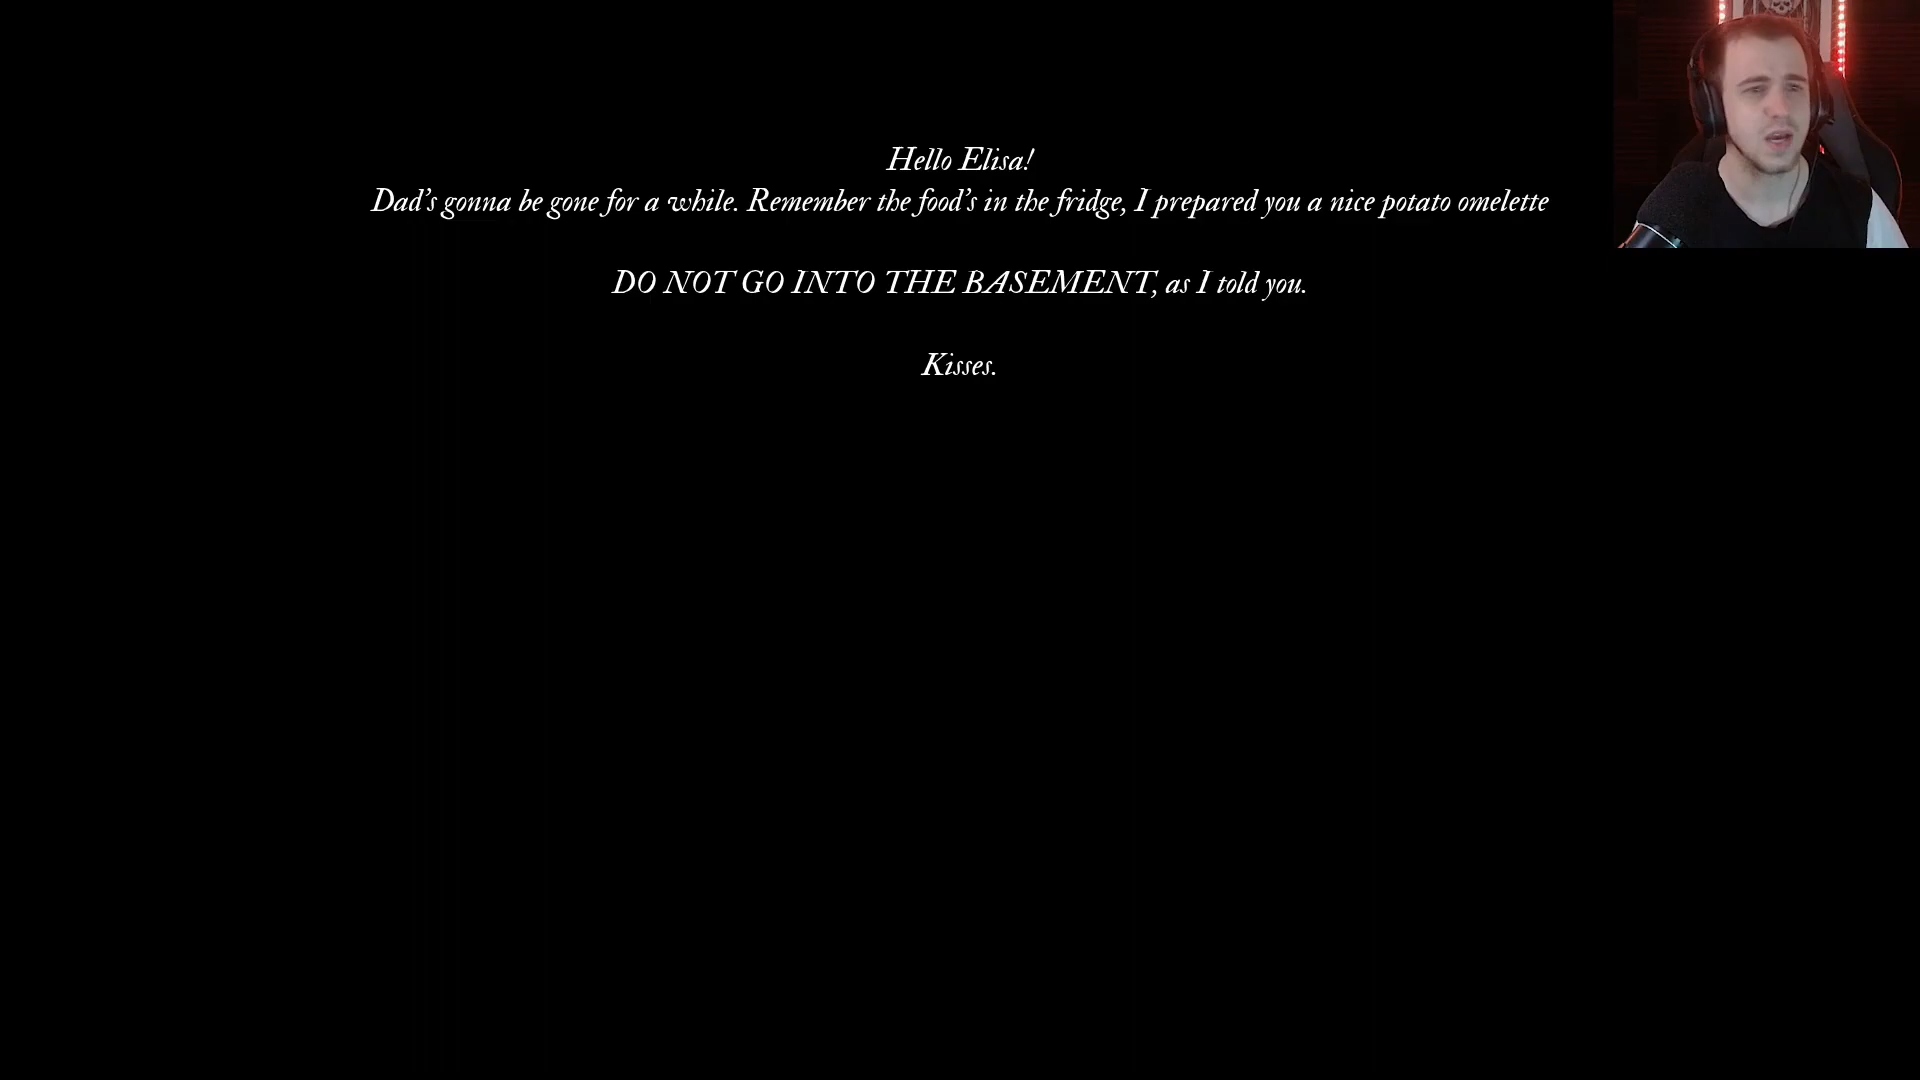 Hello Elisa!
Dad's gonna be gone for a while. Remember the food's in the fridge, I prepared you a nice potato omelette
DO NOT GO INTO THE BASEMENT, as I told you.
Kisses.